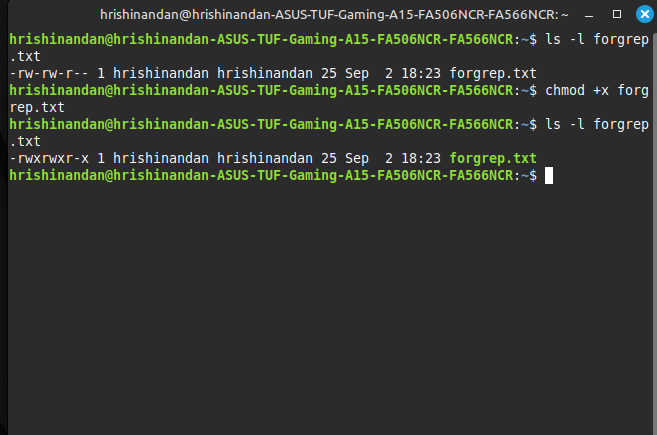 hrishinandan@hrishinandan-ASUS-TUF-Gaming-A15-FA506NCR-FA566NCR: ~
hrishinandan@hrishinandan-ASUS-TUF-Gaming-A15-FA506NCR-FA566NCR:~$ ls -l forgrep
.txt
-rw-rw-r-- 1 hrishinandan hrishinandan 25 Sep  2 18:23 forgrep.txt
hrishinandan@hrishinandan-ASUS-TUF-Gaming-A15-FA506NCR-FA566NCR:~$ chmod +x forg
rep.txt
hrishinandan@hrishinandan-ASUS-TUF-Gaming-A15-FA506NCR-FA566NCR:~$ ls -l forgrep
.txt
-rwxrwxr-x 1 hrishinandan hrishinandan 25 Sep  2 18:23 forgrep.txt
hrishinandan@hrishinandan-ASUS-TUF-Gaming-A15-FA506NCR-FA566NCR:~$